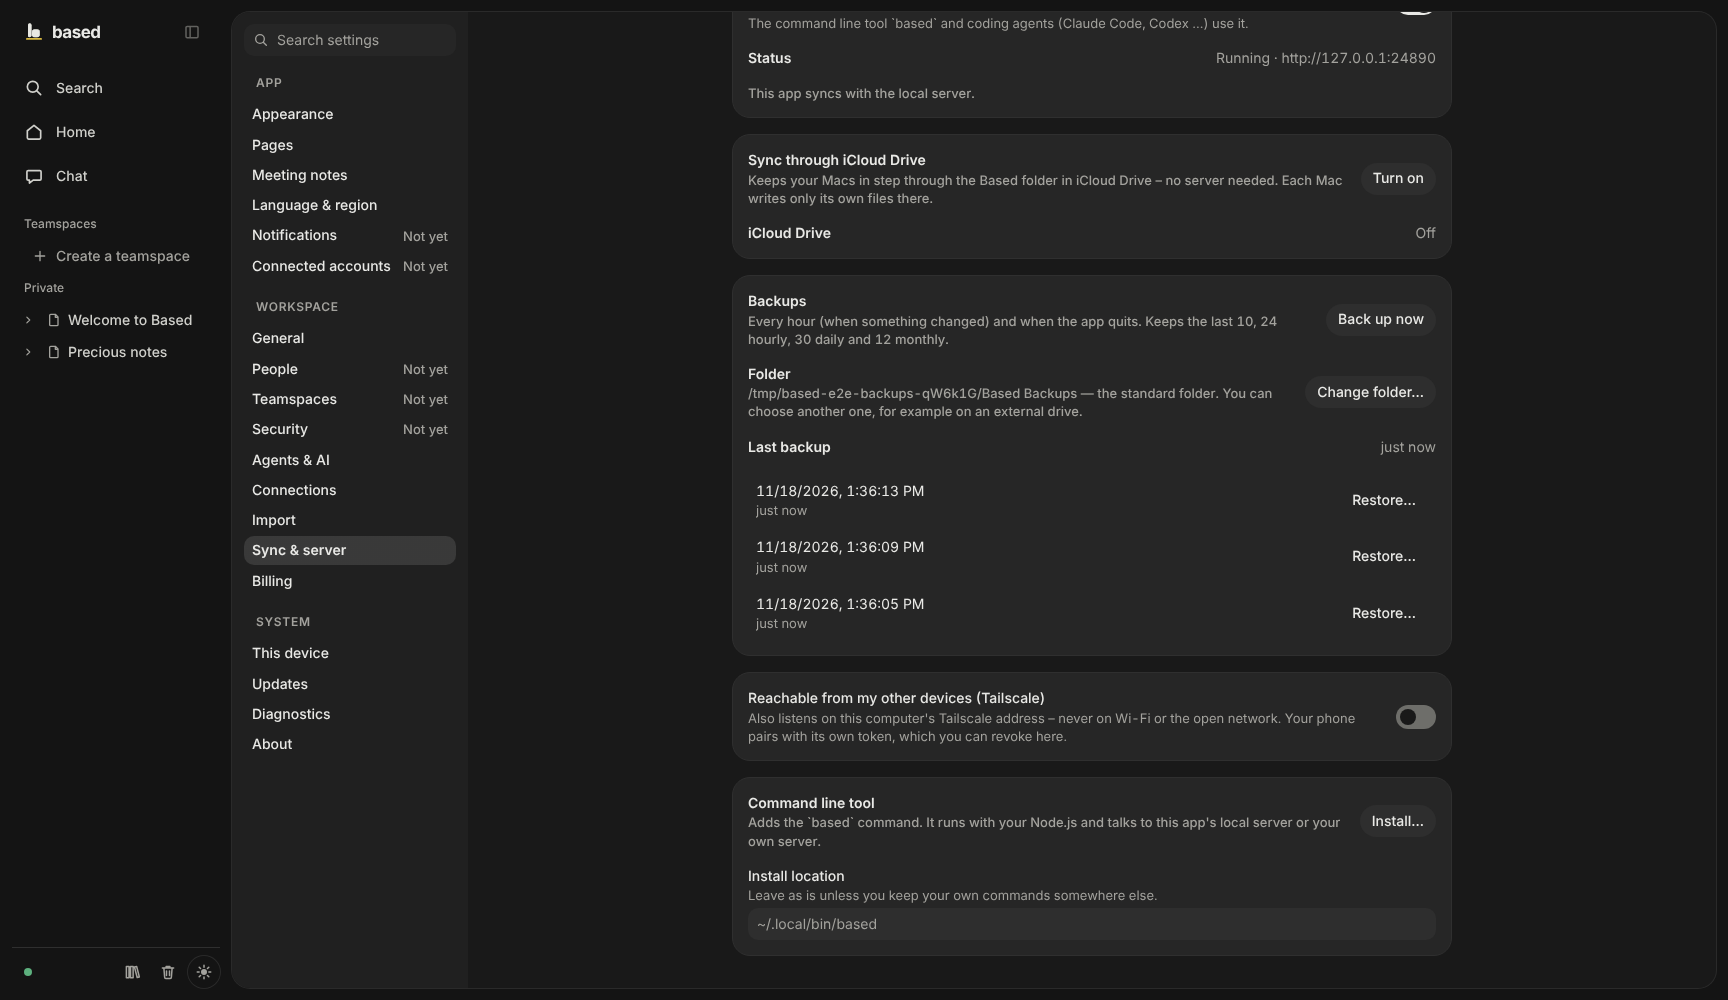 based
Search
Home
Chat
Teamspaces
Create a teamspace
Private
Welcome to Based
Precious notes
Search settings
APP
Appearance
Pages
Meeting notes
Language & region
Notifications Not yet
Connected accounts Not yet
WORKSPACE
General
People Not yet
Teamspaces Not yet
Security Not yet
Agents & AI
Connections
Import
Sync & server
Billing
SYSTEM
This device
Updates
Diagnostics
About
The command line tool `based` and coding agents (Claude Code, Codex ...) use it.
Status Running · http://127.0.0.1:24890
This app syncs with the local server.
Sync through iCloud Drive
Keeps your Macs in step through the Based folder in iCloud Drive – no server needed. Each Mac
writes only its own files there.
Turn on
iCloud Drive Off
Backups
Every hour (when something changed) and when the app quits. Keeps the last 10, 24
hourly, 30 daily and 12 monthly.
Back up now
Folder
/tmp/based-e2e-backups-qW6k1G/Based Backups — the standard folder. You can
choose another one, for example on an external drive.
Change folder...
Last backup just now
11/18/2026, 1:36:13 PM
just now
Restore...
11/18/2026, 1:36:09 PM
just now
Restore...
11/18/2026, 1:36:05 PM
just now
Restore...
Reachable from my other devices (Tailscale)
Also listens on this computer's Tailscale address – never on Wi-Fi or the open network. Your phone
pairs with its own token, which you can revoke here.
Command line tool
Adds the `based` command. It runs with your Node.js and talks to this app's local server or your
own server.
Install...
Install location
Leave as is unless you keep your own commands somewhere else.
~/.local/bin/based